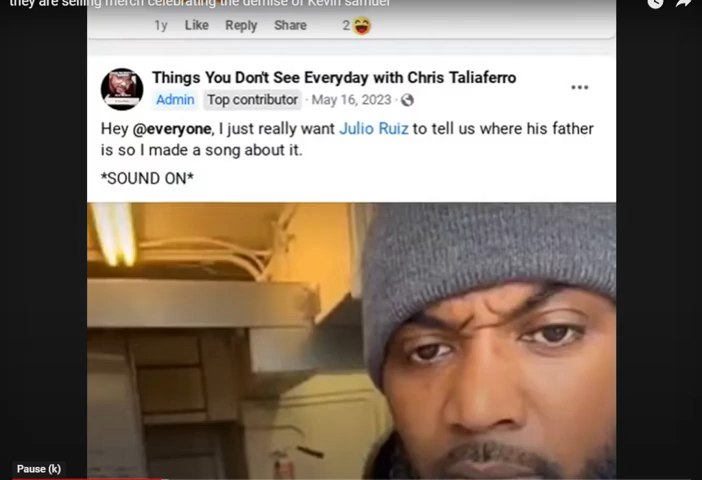 they are selling merch celebrating the demise of Kevin samuel
1y Like Reply Share 2
Things You Don't See Everyday with Chris Taliaferro
Admin Top contributor · May 16, 2023 ·
Hey @everyone, I just really want Julio Ruiz to tell us where his father
is so I made a song about it.
*SOUND ON*
Pause (k)